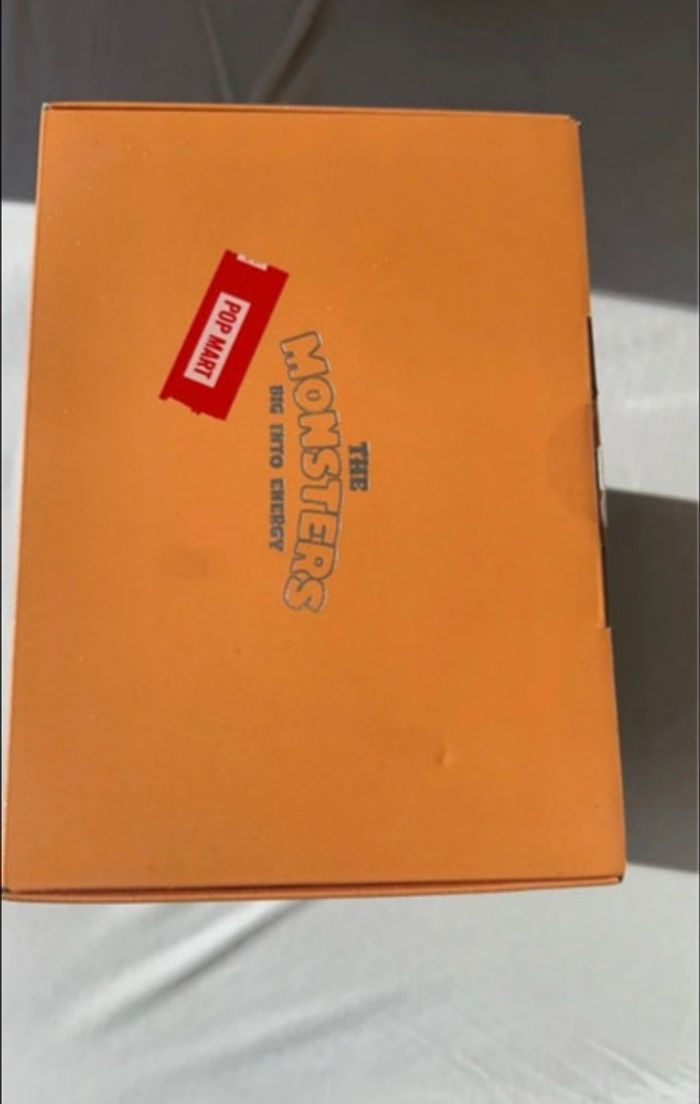 THE
MONSTERS
BIG INTO ENERGY
POP MART